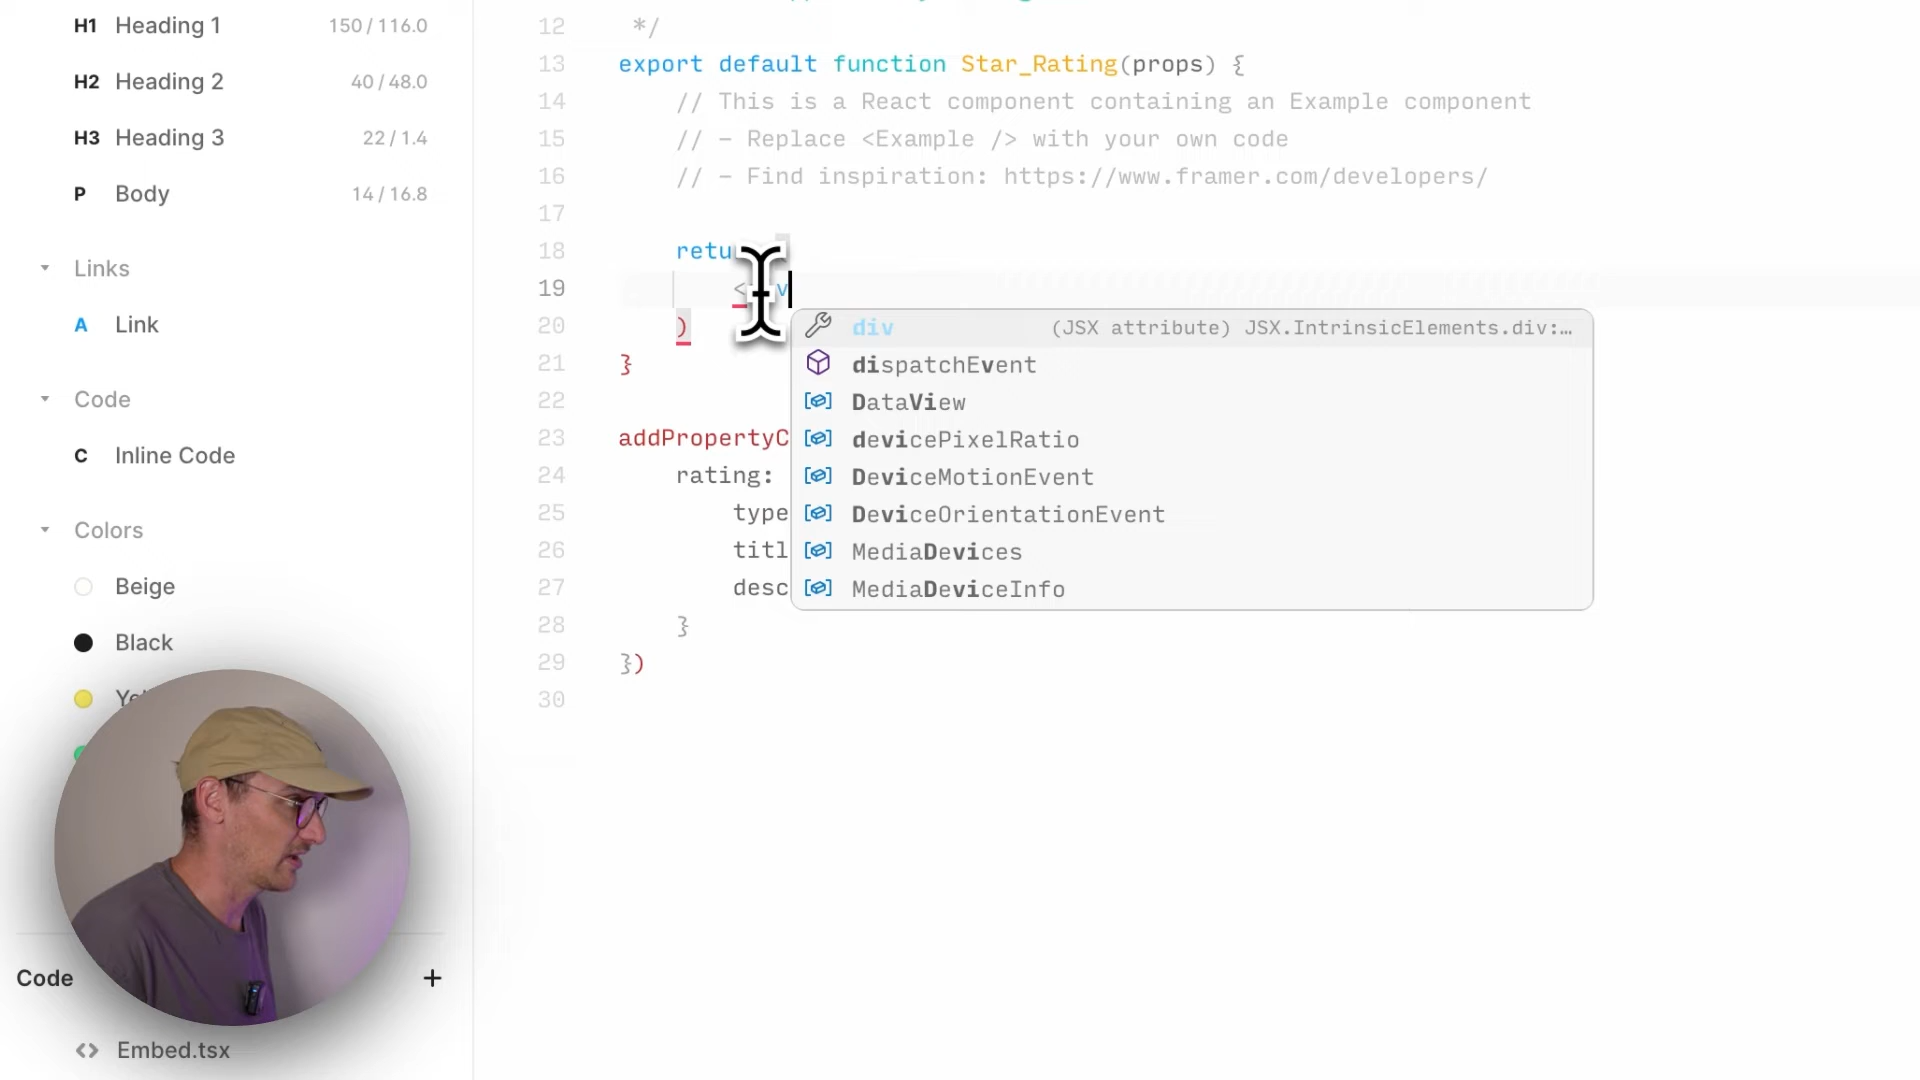 H1 Heading 1 150 / 116.0
H2 Heading 2 40 / 48.0
H3 Heading 3 22 / 1.4
P Body 14 / 16.8
Links
A Link
Code
C Inline Code
Colors
Beige
Black
Code +
<> Embed.tsx
12 */
13 export default function Star_Rating(props) {
14 // This is a React component containing an Example component
15 // - Replace <Example /> with your own code
16 // - Find inspiration: https://www.framer.com/developers/
17
18 retu
19 < v
20 )
21 }
22
23 addPropertyC
24 rating:
25 type
26 titl
27 desc
28 }
29 })
30
div (JSX attribute) JSX.IntrinsicElements.div:…
dispatchEvent
DataView
devicePixelRatio
DeviceMotionEvent
DeviceOrientationEvent
MediaDevices
MediaDeviceInfo